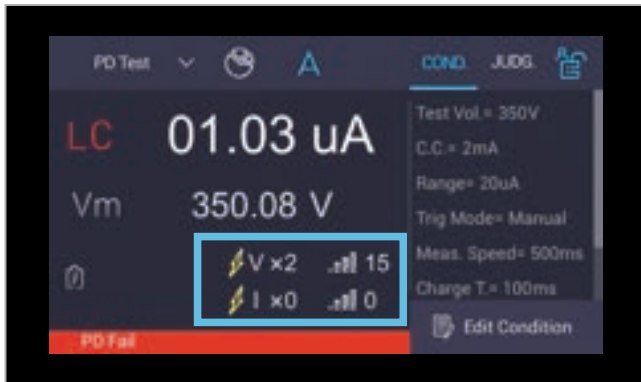 PD Test A COND. JUDG.
LC 01.03 uA
Vm 350.08 V
V ×2 15
I ×0 0
PD Fail
Test Vol.= 350V
C.C.= 2mA
Range= 20uA
Trig Mode= Manual
Meas. Speed= 500ms
Charge T.= 100ms
Edit Condition